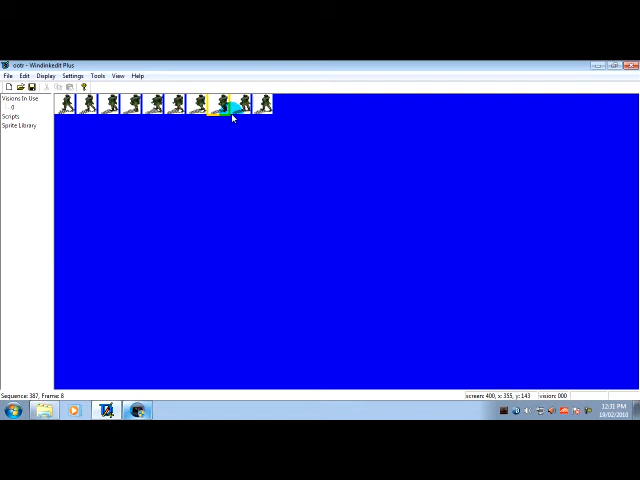 ootr - Windinkedit Plus
File Edit Display Settings Tools View Help
Visions In Use
0
Scripts
Sprite Library
Sequence: 387, Frame: 8
screen: 400, x: 355, y: 143
vision: 000
12:31 PM
19/02/2010